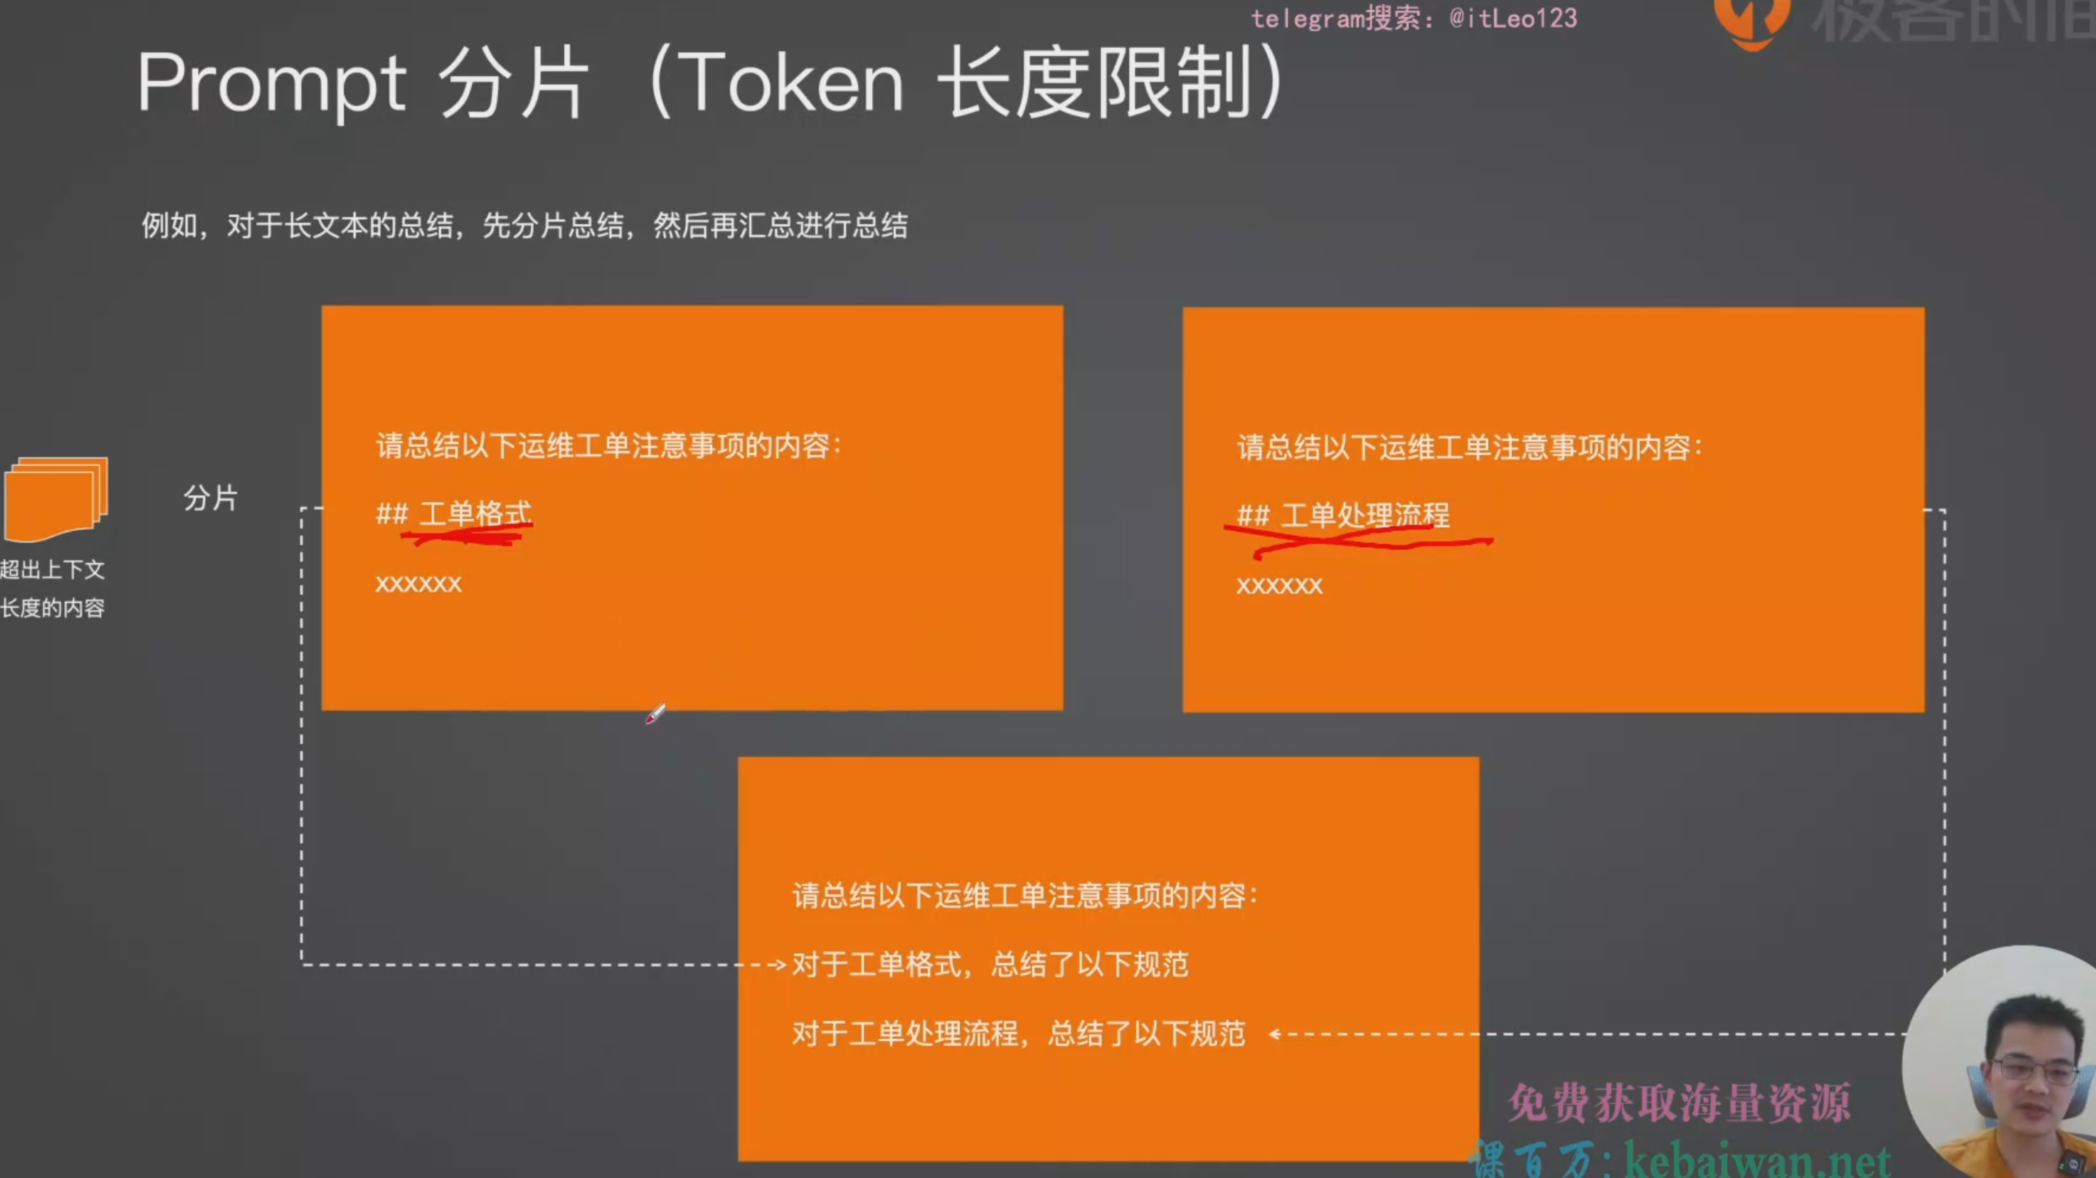 telegram搜索：@itLeo123
极客时间
Prompt 分片（Token 长度限制）
例如，对于长文本的总结，先分片总结，然后再汇总进行总结
超出上下文
长度的内容
分片
请总结以下运维工单注意事项的内容：
## 工单格式
xxxxxx
请总结以下运维工单注意事项的内容：
## 工单处理流程
xxxxxx
请总结以下运维工单注意事项的内容：
对于工单格式，总结了以下规范
对于工单处理流程，总结了以下规范
免费获取海量资源
课百万：kebaiwan.net